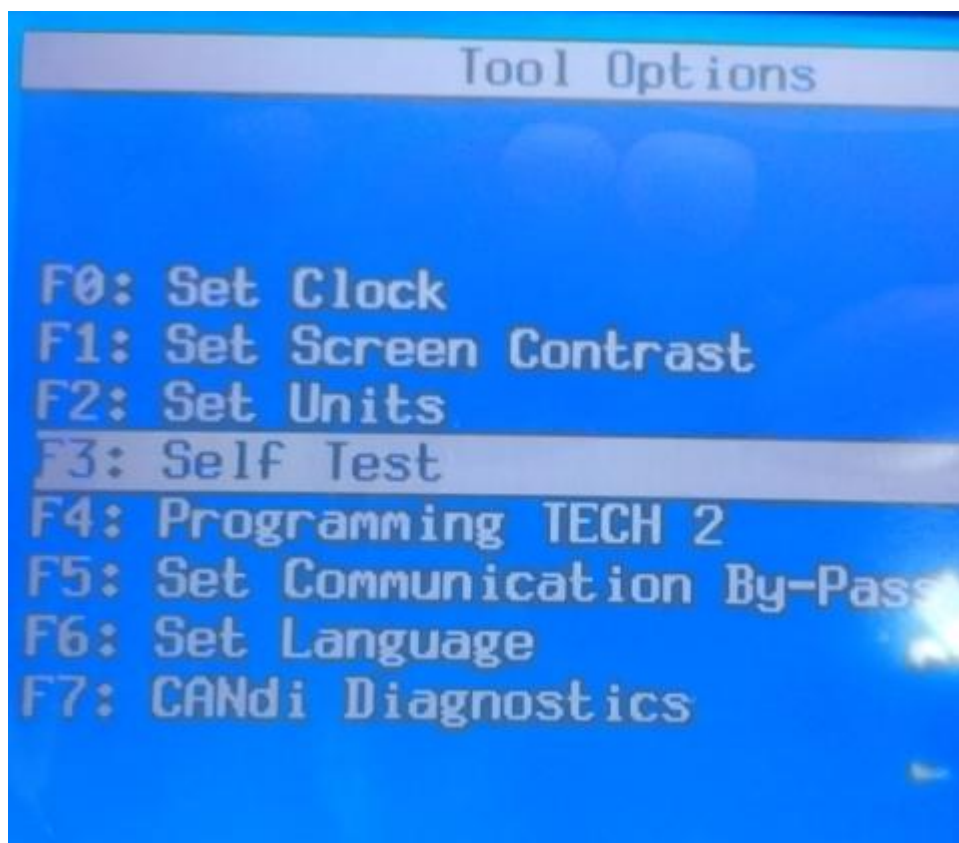 Tool Options
F0: Set Clock
F1: Set Screen Contrast
F2: Set Units
F3: Self Test
F4: Programming TECH 2
F5: Set Communication By-Pass
F6: Set Language
F7: CANdi Diagnostics